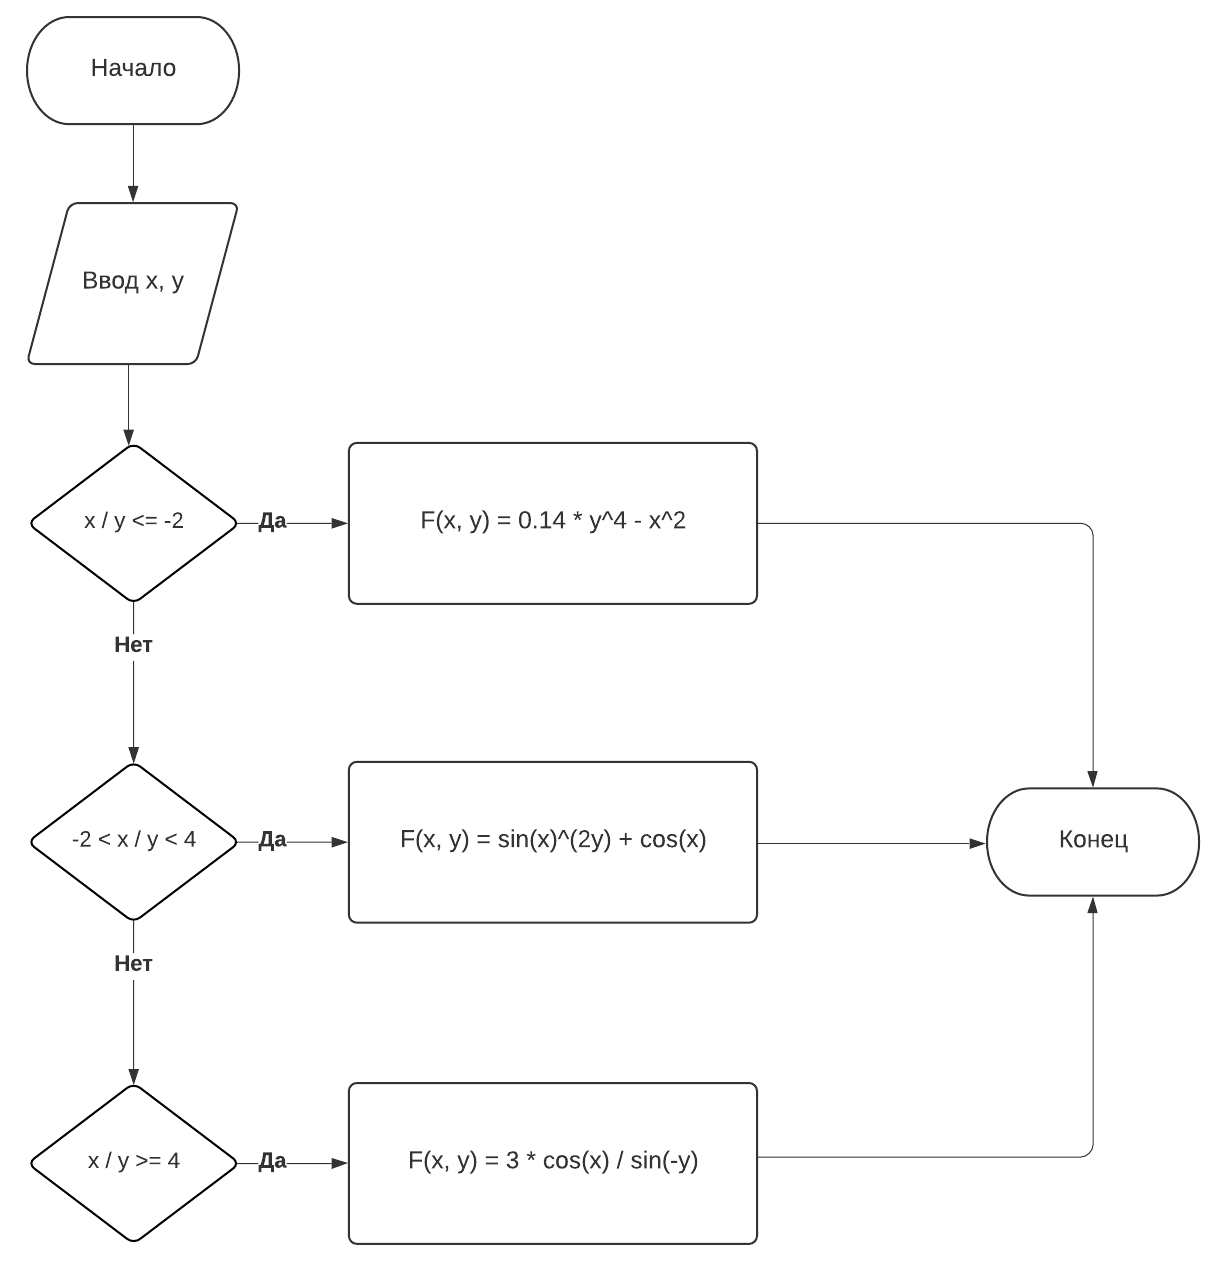 Начало
Ввод x, y
x / y <= -2
Да
F(x, y) = 0.14 * y^4 - x^2
Нет
-2 < x / y < 4
Да
F(x, y) = sin(x)^(2y) + cos(x)
Конец
Нет
x / y >= 4
Да
F(x, y) = 3 * cos(x) / sin(-y)